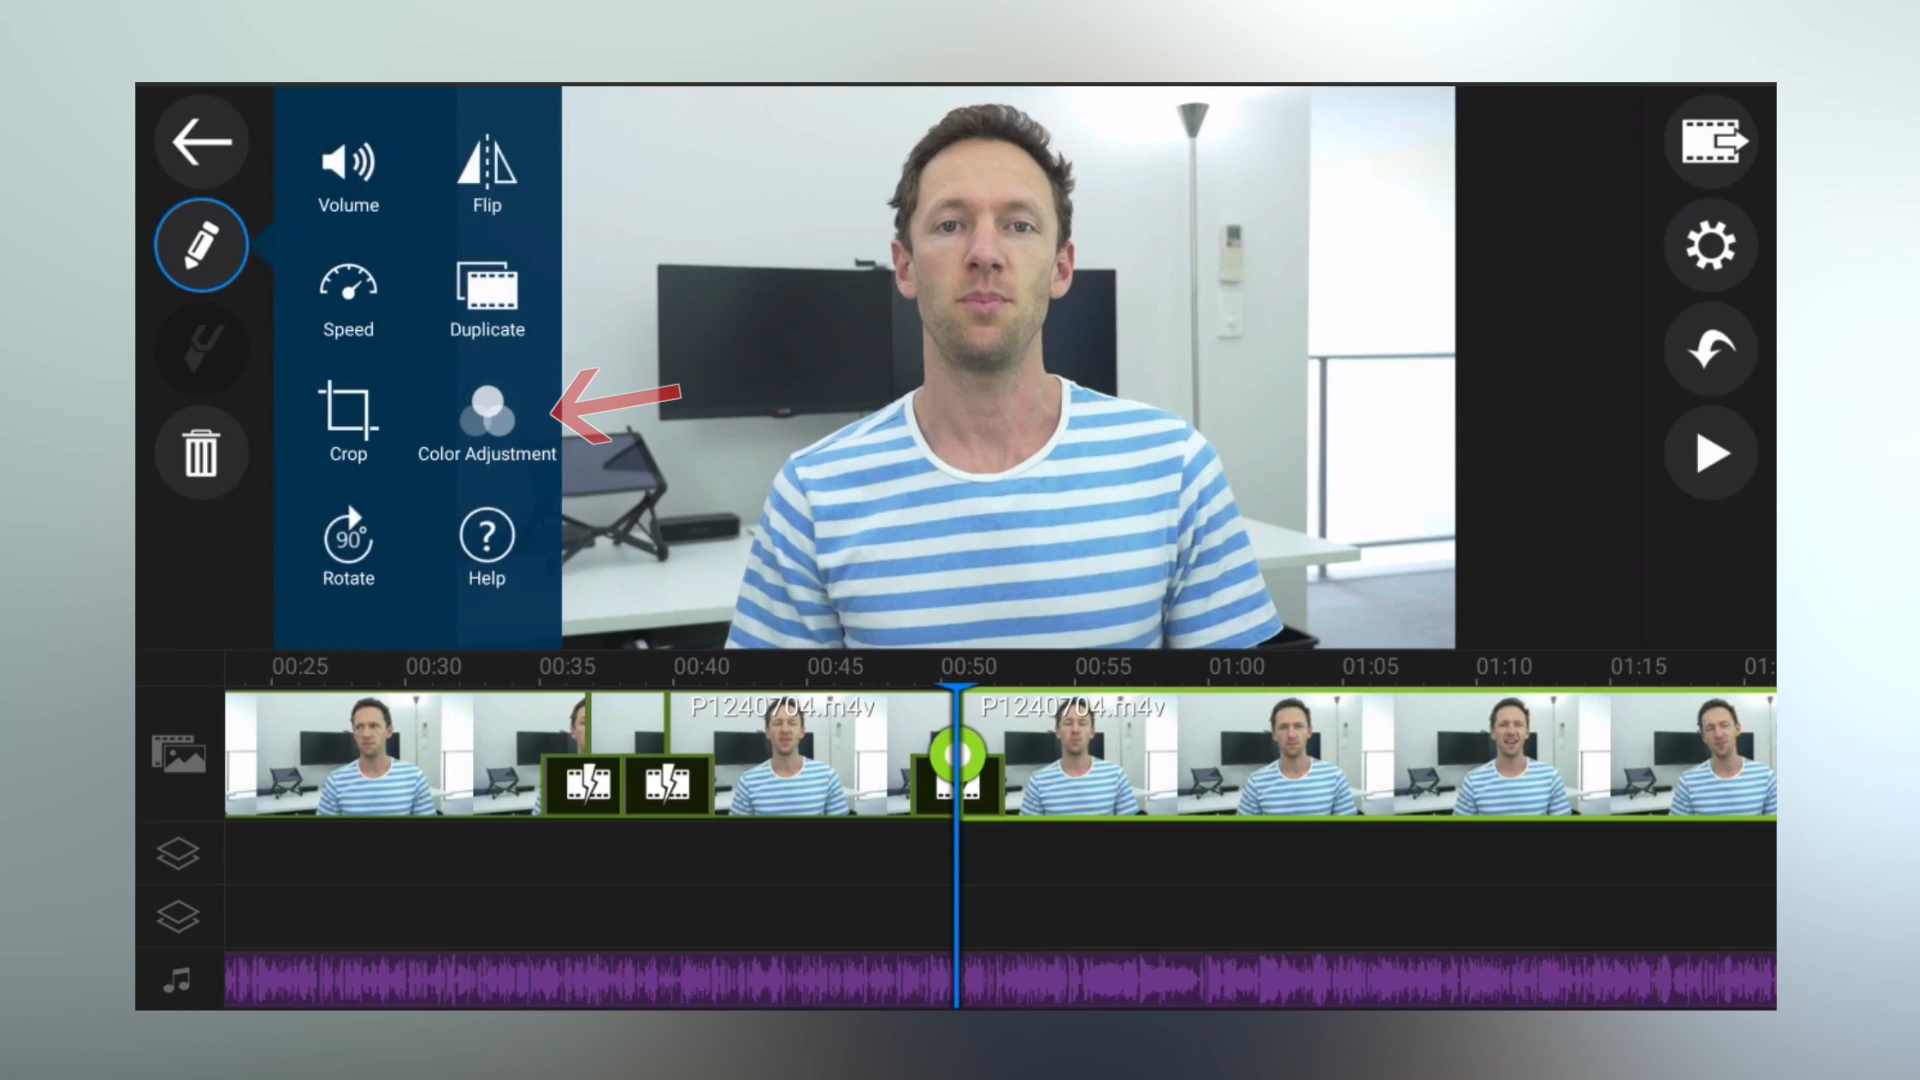 Volume
Flip
Speed
Duplicate
Crop
Color Adjustment
90°
Rotate
?
Help
00:25 00:30 00:35 00:40 00:45 00:50 00:55 01:00 01:05 01:10 01:15 01:
P1240704.m4v P1240704.m4v